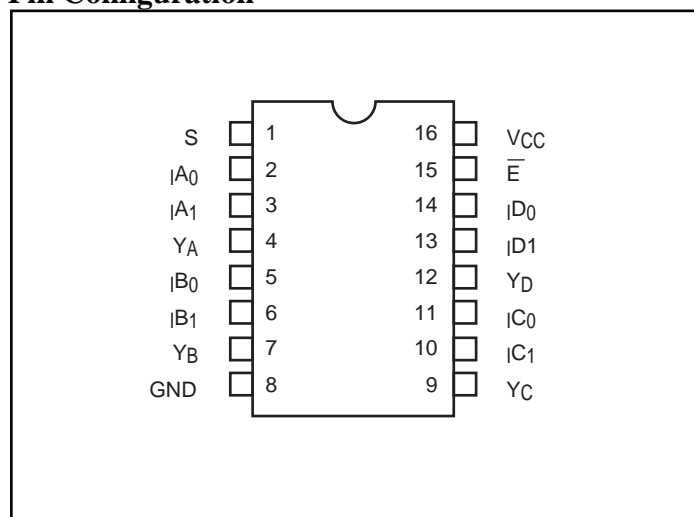 Pin Configuration
S 1 16 VCC
IA0 2 15 E
IA1 3 14 ID0
YA 4 13 ID1
IB0 5 12 YD
IB1 6 11 IC0
YB 7 10 IC1
GND 8 9 YC